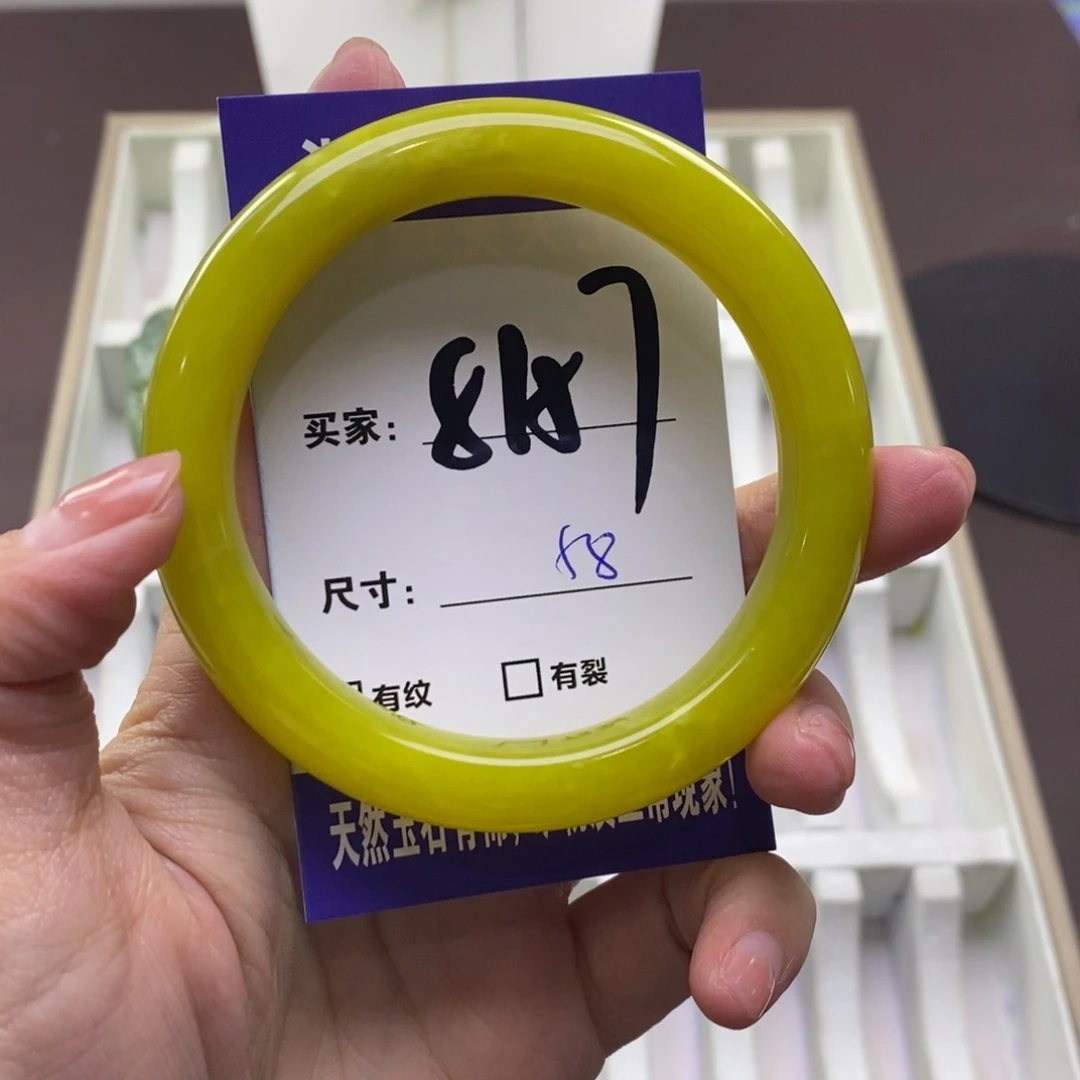 买家：8187
尺寸：58
有纹 □有裂
天然玉石有